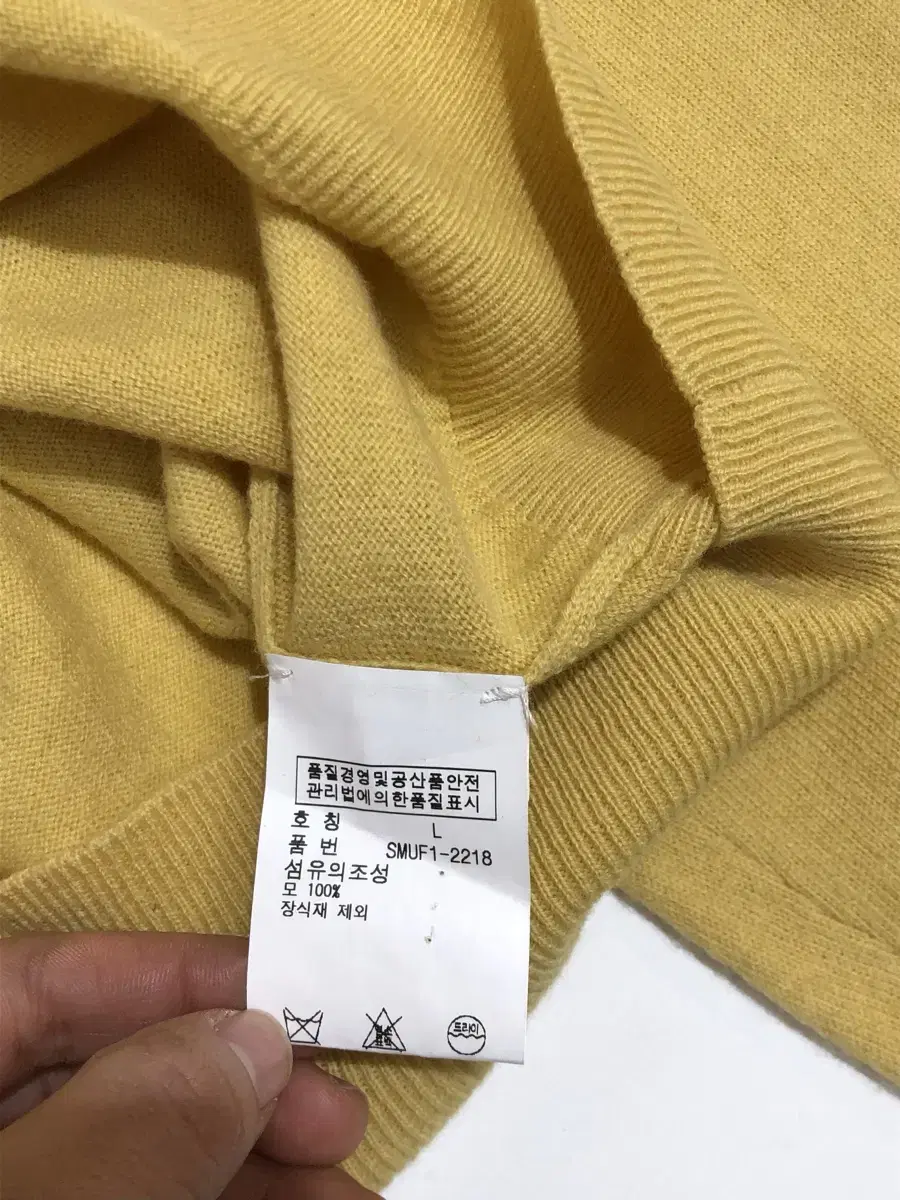 품질경영및공산품안전
관리법에의한품질표시
호 칭 L
품 번 SMUF1-2218
섬유의조성
모 100%
장식재 제외
드라이